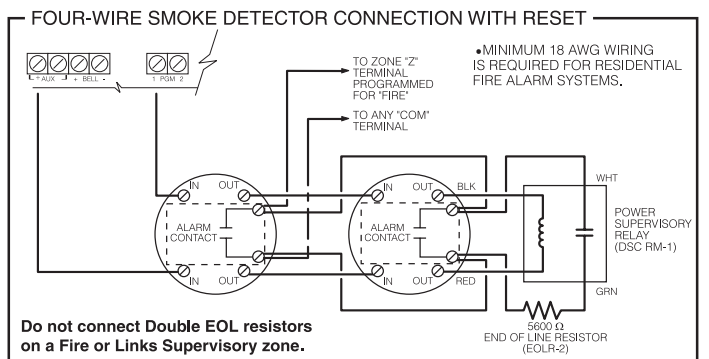 FOUR-WIRE SMOKE DETECTOR CONNECTION WITH RESET
+ AUX - + BELL -
1 PGM 2
TO ZONE "Z"
TERMINAL
PROGRAMMED
FOR "FIRE"
TO ANY "COM"
TERMINAL
•MINIMUM 18 AWG WIRING
IS REQUIRED FOR RESIDENTIAL
FIRE ALARM SYSTEMS.
IN OUT
ALARM
CONTACT
IN OUT
IN OUT BLK
ALARM
CONTACT
IN OUT RED
WHT
POWER
SUPERVISORY
RELAY
(DSC RM-1)
GRN
5600 Ω
END OF LINE RESISTOR
(EOLR-2)
Do not connect Double EOL resistors
on a Fire or Links Supervisory zone.